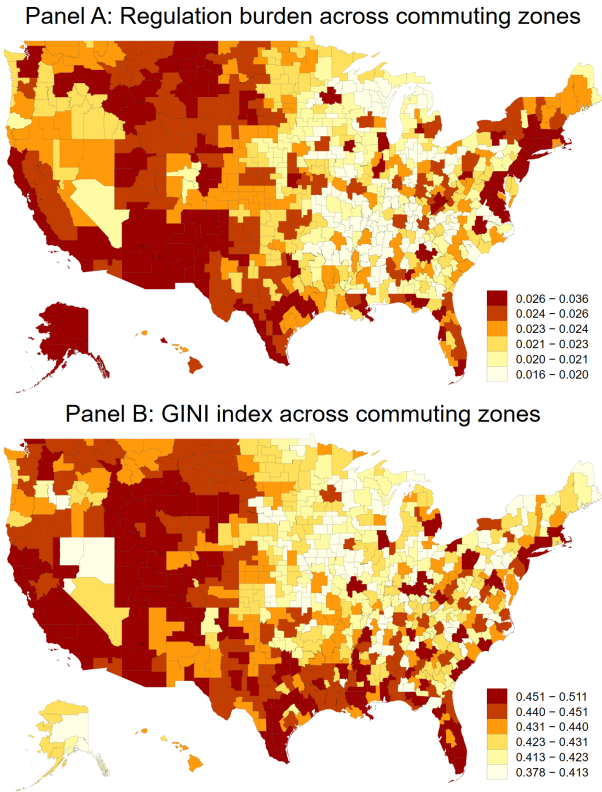 Panel A: Regulation burden across commuting zones
0.026 – 0.036
0.024 – 0.026
0.023 – 0.024
0.021 – 0.023
0.020 – 0.021
0.016 – 0.020
Panel B: GINI index across commuting zones
0.451 – 0.511
0.440 – 0.451
0.431 – 0.440
0.423 – 0.431
0.413 – 0.423
0.378 – 0.413